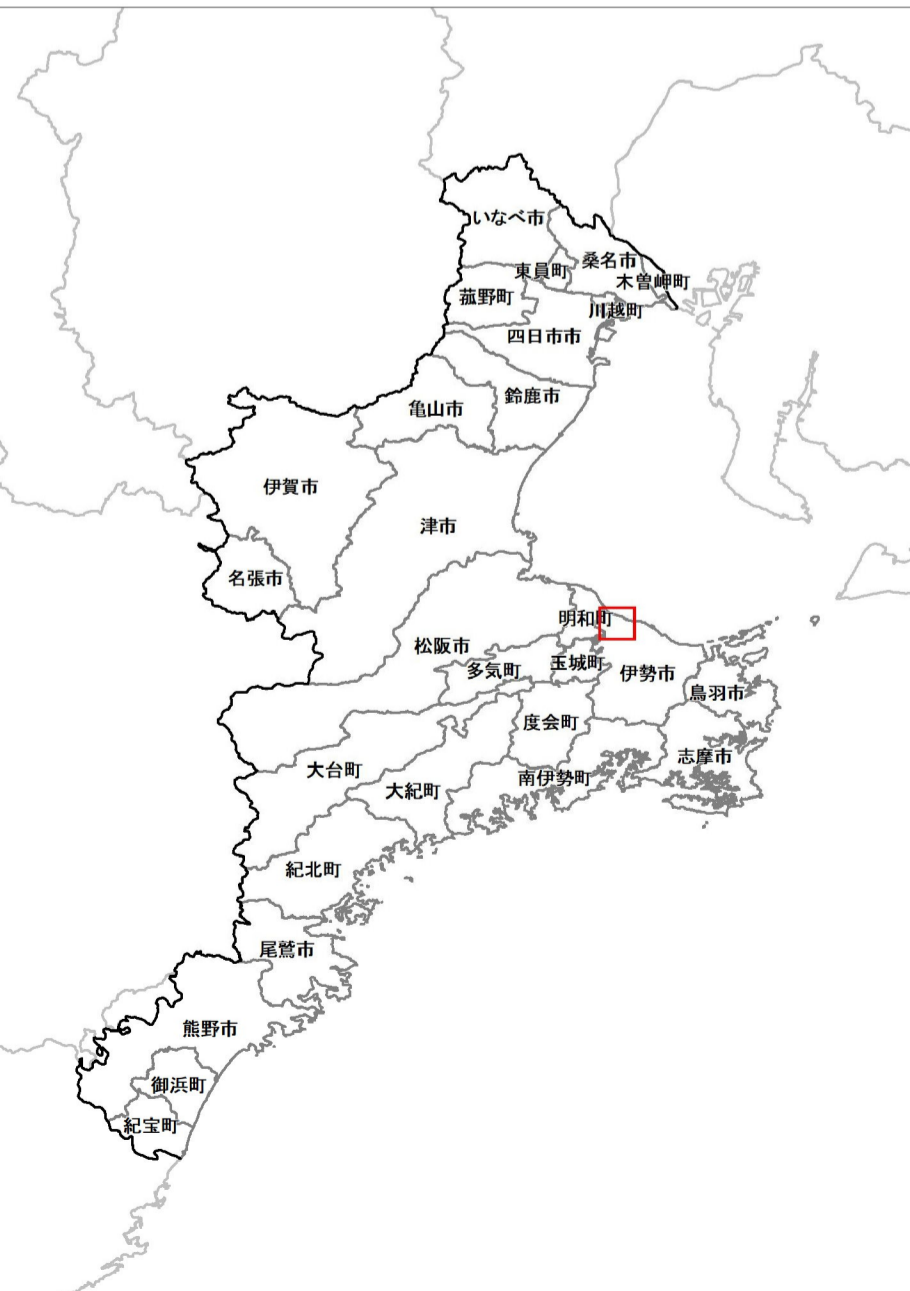 いなべ市
桑名市
東員町
木曽岬町
菰野町
川越町
四日市市
鈴鹿市
亀山市
伊賀市
津市
名張市
明和町
松阪市
玉城町
多気町
伊勢市
鳥羽市
度会町
志摩市
大台町
南伊勢町
大紀町
紀北町
尾鷲市
熊野市
御浜町
紀宝町